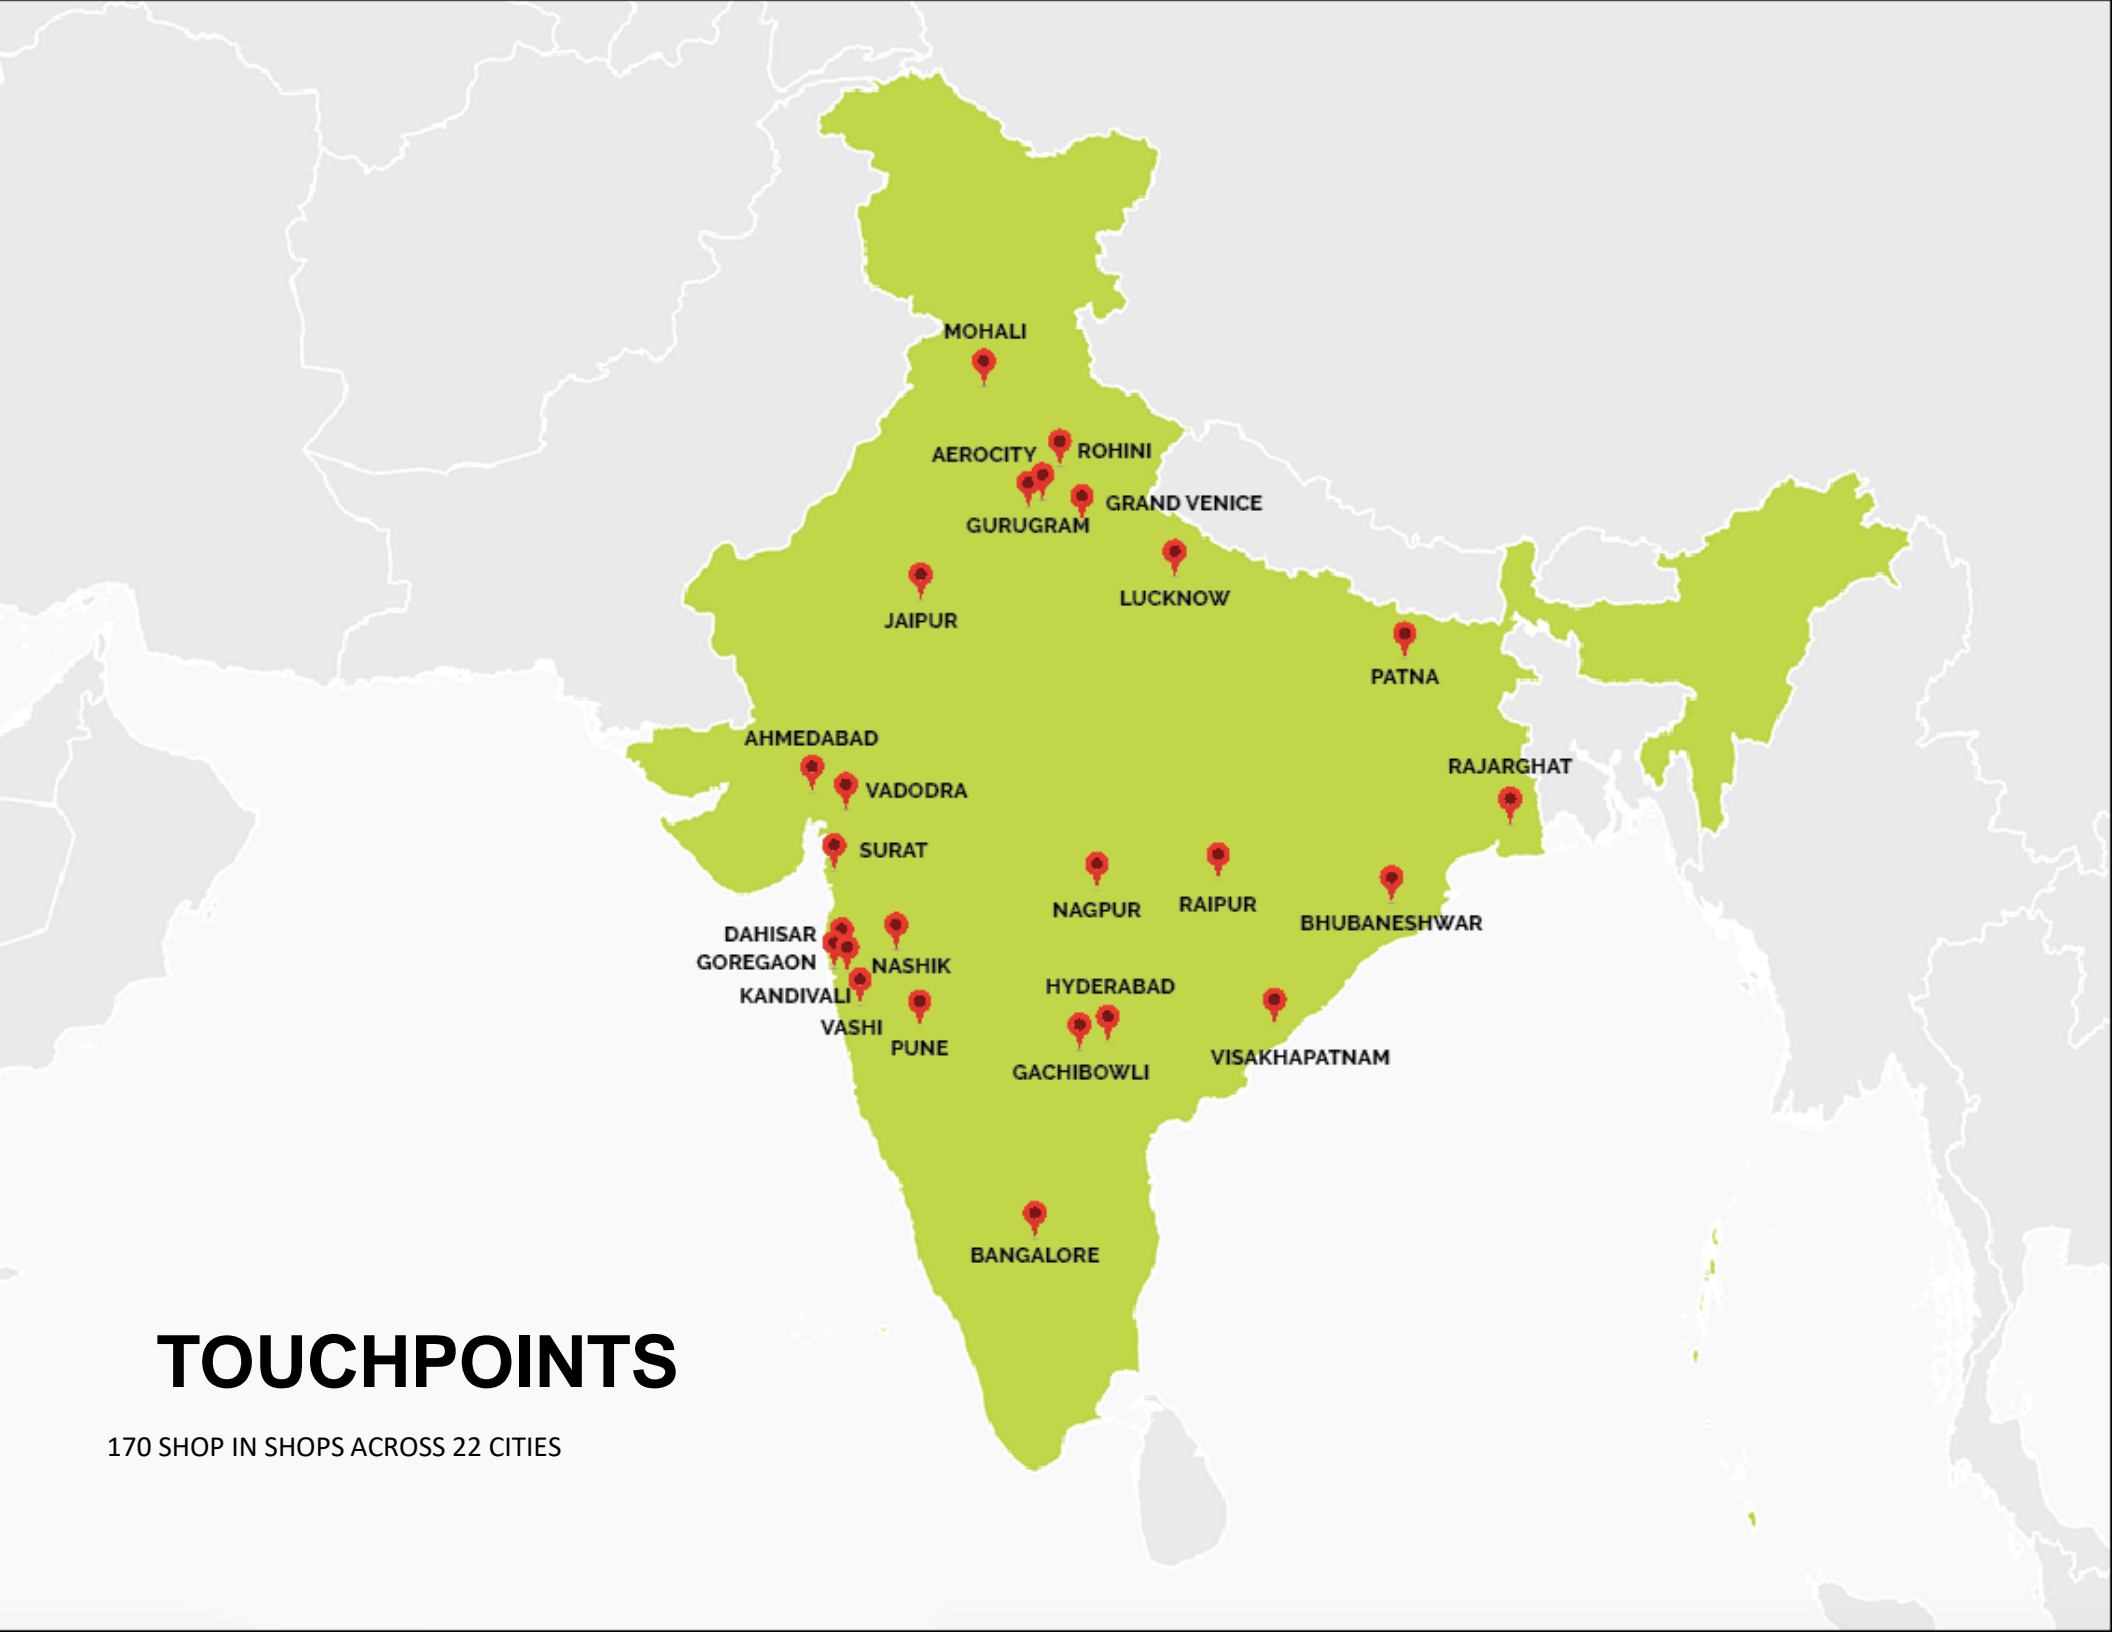 MOHALI
AEROCITY
ROHINI
GRAND VENICE
GURUGRAM
LUCKNOW
JAIPUR
PATNA
AHMEDABAD
VADODRA
RAJARGHAT
SURAT
NAGPUR
RAIPUR
BHUBANESHWAR
DAHISAR
GOREGAON
NASHIK
KANDIVALI
HYDERABAD
VASHI
PUNE
VISAKHAPATNAM
GACHIBOWLI
BANGALORE
TOUCHPOINTS
170 SHOP IN SHOPS ACROSS 22 CITIES